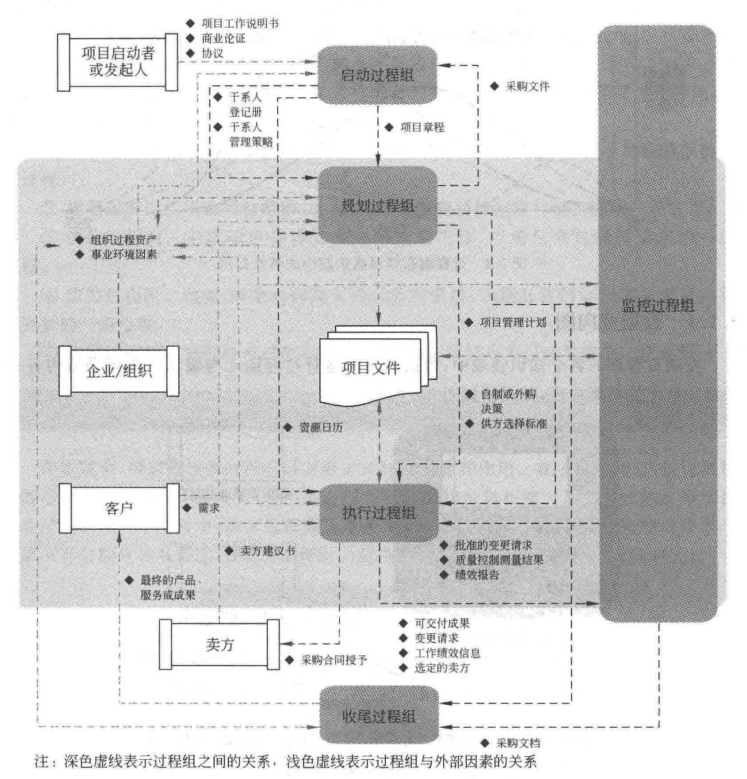 ◆ 项目工作说明书
◆ 商业论证
◆ 协议
项目启动者
或发起人
启动过程组
◆ 采购文件
◆ 干系人
登记册
◆ 干系人
管理策略
◆ 项目章程
规划过程组
◆ 组织过程资产
◆ 事业环境因素
监控过程组
◆ 项目管理计划
企业/组织
项目文件
◆ 自制或外购
决策
◆ 供方选择标准
◆ 资源日历
客户
◆ 需求
执行过程组
◆ 卖方建议书
◆ 批准的变更请求
◆ 质量控制测量结果
◆ 绩效报告
◆ 最终的产品、
服务或成果
◆ 可交付成果
◆ 变更请求
◆ 工作绩效信息
◆ 选定的卖方
卖方
◆ 采购合同授予
收尾过程组
◆ 采购文档
注：深色虚线表示过程组之间的关系，浅色虚线表示过程组与外部因素的关系